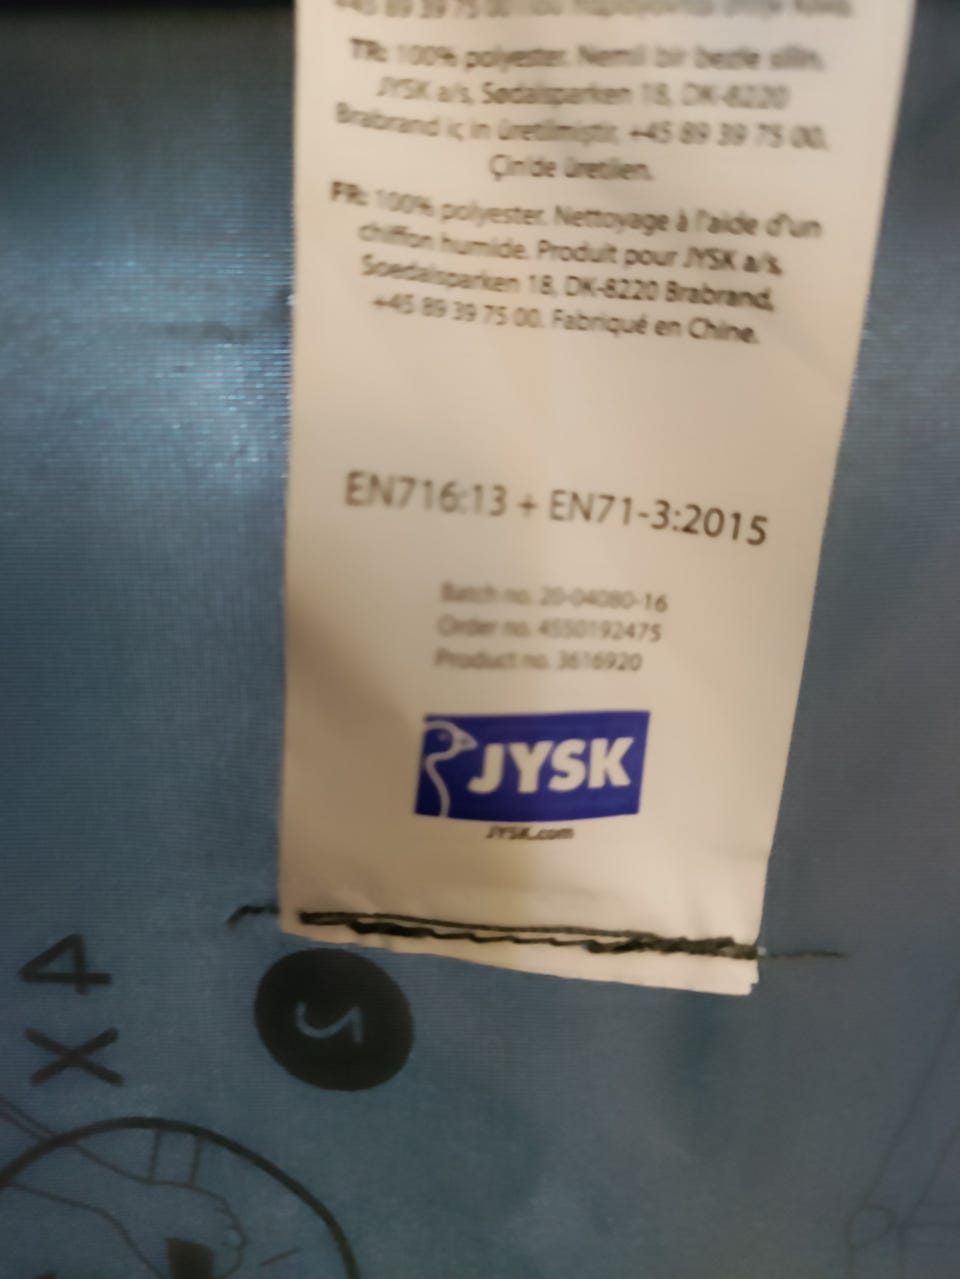 TR: 100% polyester. Nemli bir bezle silin.
JYSK a/s, Sødalsparken 18, DK-8220
Brabrand iç in üretilmiştir, +45 89 39 75 00.
Çin'de üretilen.
FR: 100% polyester. Nettoyage à l'aide d'un
chiffon humide. Produit pour JYSK a/s,
Soedalsparken 18, DK-8220 Brabrand,
+45 89 39 75 00. Fabriqué en Chine.
EN716:13 + EN71-3:2015
Batch no. 20-04080-16
Order no. 4550192475
Product no. 3616920
JYSK
JYSK.com
5
X 4